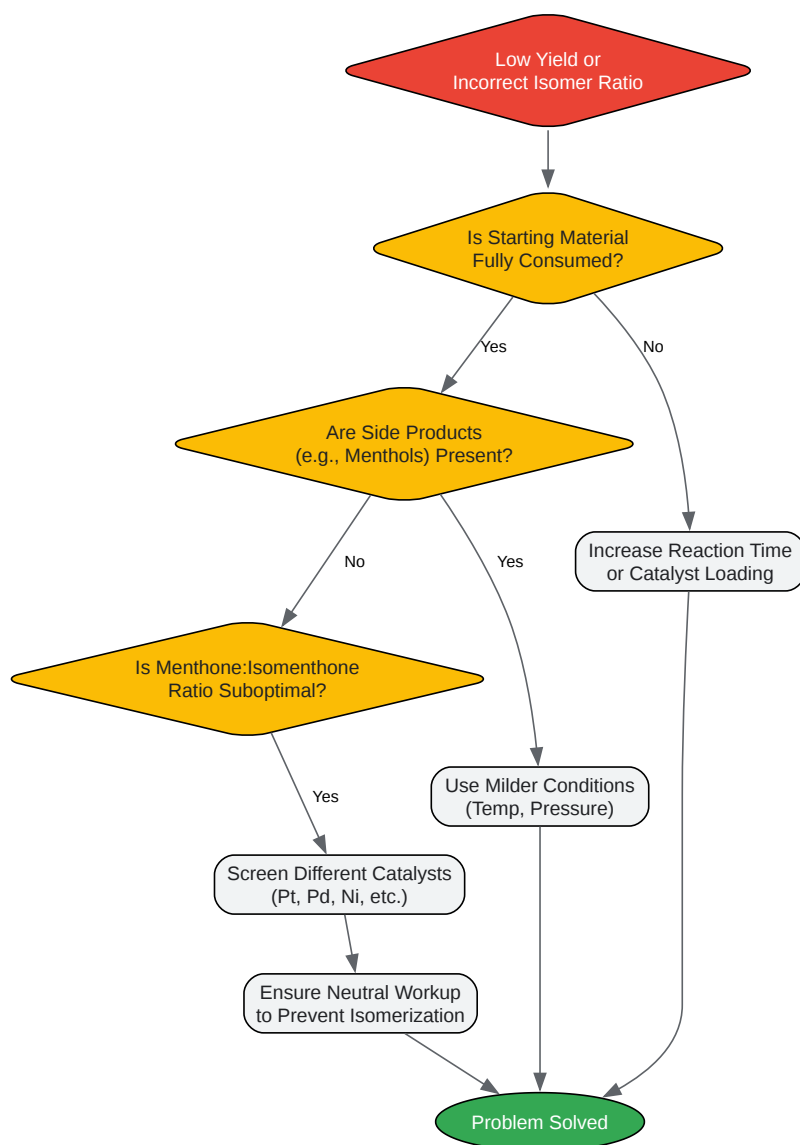 Low Yield or
Incorrect Isomer Ratio
Is Starting Material
Fully Consumed?
Yes
No
Are Side Products
(e.g., Menthols) Present?
Increase Reaction Time
or Catalyst Loading
No
Yes
Is Menthone:Isomenthone
Ratio Suboptimal?
Use Milder Conditions
(Temp, Pressure)
Yes
Screen Different Catalysts
(Pt, Pd, Ni, etc.)
Ensure Neutral Workup
to Prevent Isomerization
Problem Solved